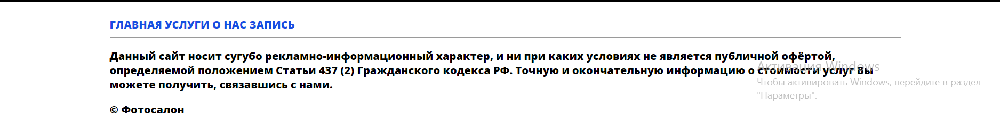 ГЛАВНАЯ УСЛУГИ О НАС ЗАПИСЬ
Данный сайт носит сугубо рекламно-информационный характер, и ни при каких условиях не является публичной офёртой,
определяемой положением Статьи 437 (2) Гражданского кодекса РФ. Точную и окончательную информацию о стоимости услуг Вы
можете получить, связавшись с нами.
© Фотосалон
Активация Windows
Чтобы активировать Windows, перейдите в раздел
"Параметры".